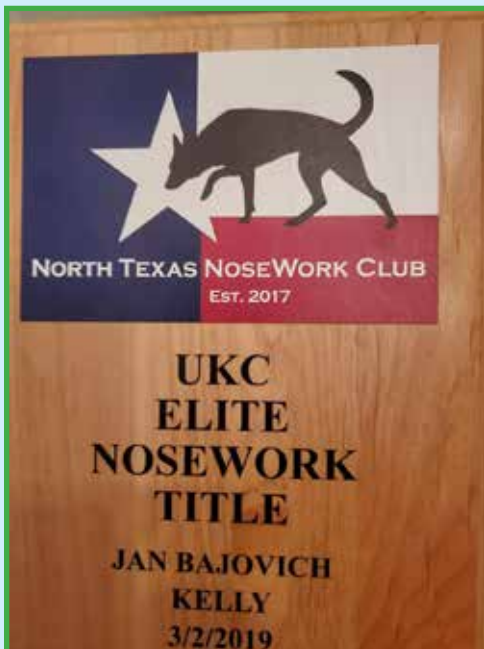 NORTH TEXAS NOSEWORK CLUB
EST. 2017
UKC
ELITE
NOSEWORK
TITLE
JAN BAJOVICH
KELLY
3/2/2019